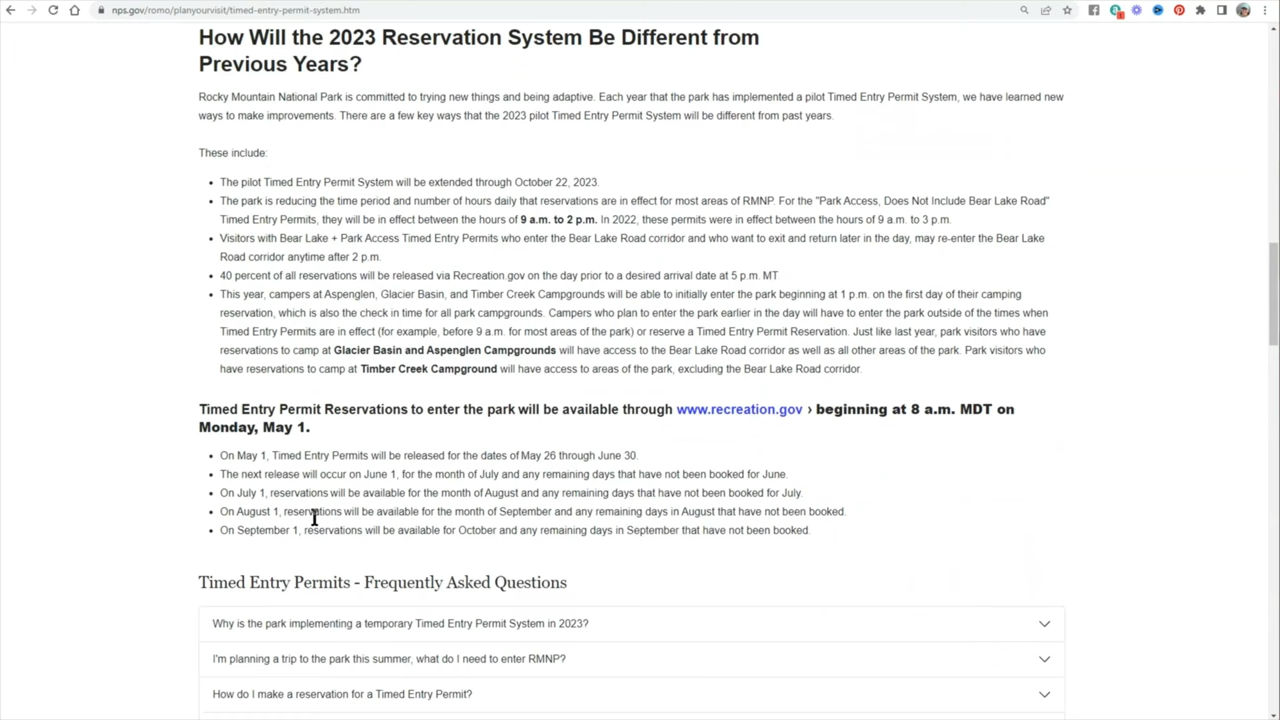 nps.gov/romo/planyourvisit/timed-entry-permit-system.htm
How Will the 2023 Reservation System Be Different from
Previous Years?
Rocky Mountain National Park is committed to trying new things and being adaptive. Each year that the park has implemented a pilot Timed Entry Permit System, we have learned new
ways to make improvements. There are a few key ways that the 2023 pilot Timed Entry Permit System will be different from past years.
These include:
• The pilot Timed Entry Permit System will be extended through October 22, 2023.
• The park is reducing the time period and number of hours daily that reservations are in effect for most areas of RMNP. For the "Park Access, Does Not Include Bear Lake Road"
Timed Entry Permits, they will be in effect between the hours of 9 a.m. to 2 p.m. In 2022, these permits were in effect between the hours of 9 a.m. to 3 p.m.
• Visitors with Bear Lake + Park Access Timed Entry Permits who enter the Bear Lake Road corridor and who want to exit and return later in the day, may re-enter the Bear Lake
Road corridor anytime after 2 p.m.
• 40 percent of all reservations will be released via Recreation.gov on the day prior to a desired arrival date at 5 p.m. MT
• This year, campers at Aspenglen, Glacier Basin, and Timber Creek Campgrounds will be able to initially enter the park beginning at 1 p.m. on the first day of their camping
reservation, which is also the check in time for all park campgrounds. Campers who plan to enter the park earlier in the day will have to enter the park outside of the times when
Timed Entry Permits are in effect (for example, before 9 a.m. for most areas of the park) or reserve a Timed Entry Permit Reservation. Just like last year, park visitors who have
reservations to camp at Glacier Basin and Aspenglen Campgrounds will have access to the Bear Lake Road corridor as well as all other areas of the park. Park visitors who
have reservations to camp at Timber Creek Campground will have access to areas of the park, excluding the Bear Lake Road corridor.
Timed Entry Permit Reservations to enter the park will be available through www.recreation.gov › beginning at 8 a.m. MDT on
Monday, May 1.
• On May 1, Timed Entry Permits will be released for the dates of May 26 through June 30.
• The next release will occur on June 1, for the month of July and any remaining days that have not been booked for June.
• On July 1, reservations will be available for the month of August and any remaining days that have not been booked for July.
• On August 1, reservations will be available for the month of September and any remaining days in August that have not been booked.
• On September 1, reservations will be available for October and any remaining days in September that have not been booked.
Timed Entry Permits - Frequently Asked Questions
Why is the park implementing a temporary Timed Entry Permit System in 2023?
I'm planning a trip to the park this summer, what do I need to enter RMNP?
How do I make a reservation for a Timed Entry Permit?